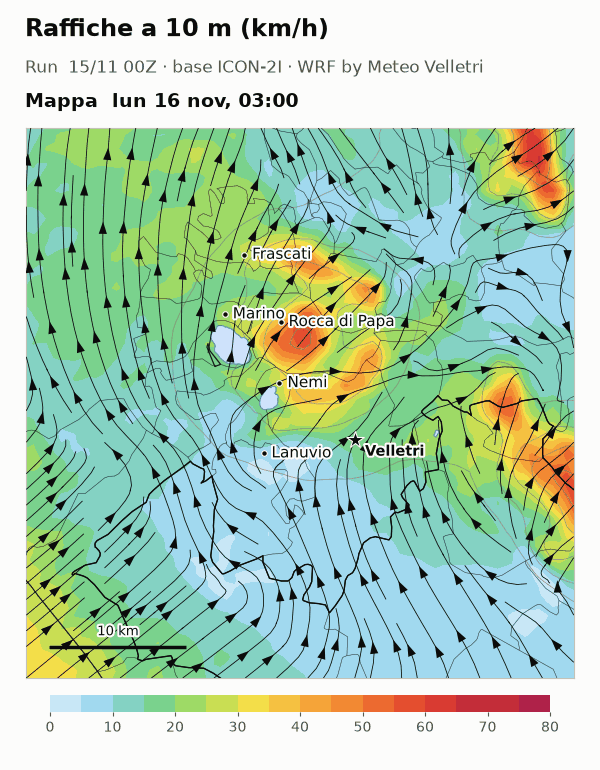 Raffiche a 10 m (km/h)
Run 15/11 00Z · base ICON-2I · WRF by Meteo Velletri
Mappa lun 16 nov, 03:00
Frascati
Marino
Rocca di Papa
Nemi
Velletri
Lanuvio
10 km
0 10 20 30 40 50 60 70 80